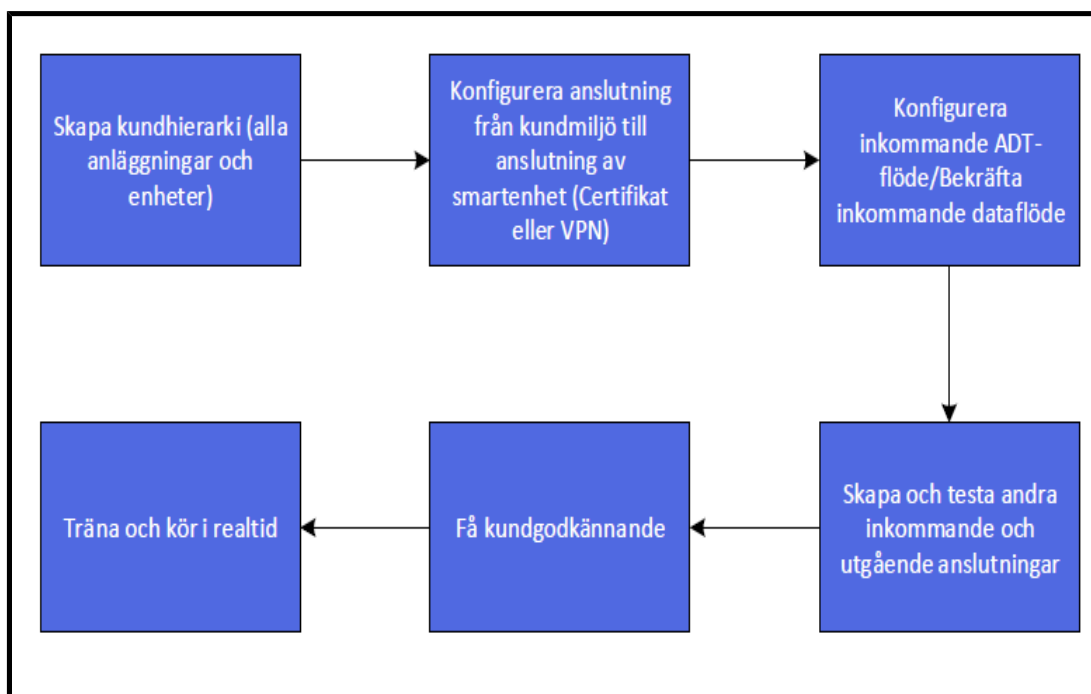 Skapa kundhierarki (alla
anläggningar och
enheter)
Konfigurera anslutning
från kundmiljö till
anslutning av
smartenhet (Certifikat
eller VPN)
Konfigurera
inkommande ADT-
flöde/Bekräfta
inkommande dataflöde
Skapa och testa andra
inkommande och
utgående anslutningar
Få kundgodkännande
Träna och kör i realtid